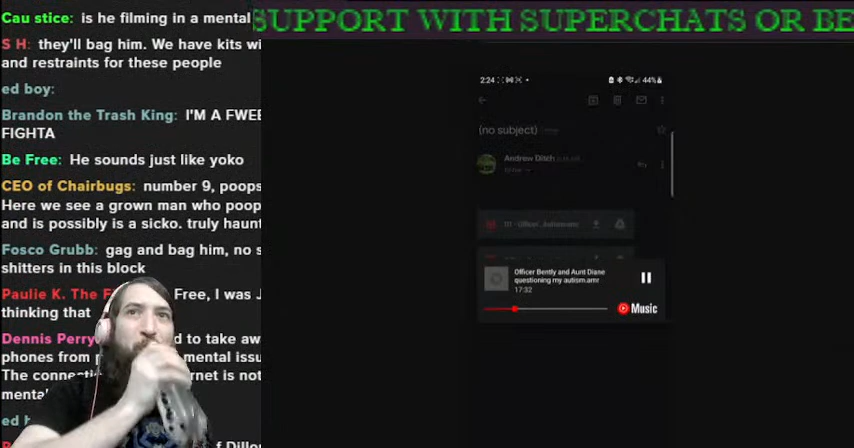 SUPPORT WITH SUPERCHATS OR BE
Cau stice: is he filming in a mental
S H: they'll bag him. We have kits wi
and restraints for these people
ed boy:
Brandon the Trash King: I'M A FWEE
FIGHTA
Be Free: He sounds just like yoko
CEO of Chairbugs: number 9, poops
Here we see a grown man who poop
and is possibly is a sicko. truly haunt
Fosco Grubb: gag and bag him, no s
shitters in this block
Paulie K. The F Free, I was J
thinking that
Dennis Perry d to take aw
phones from mental issu
The connecti rnet is not
menta
ed b
f Dillo
2:24 44%
(no subject)
Andrew Ditch
Officer Bently and Aunt Diane
questioning my autism.amr
17:32
Music